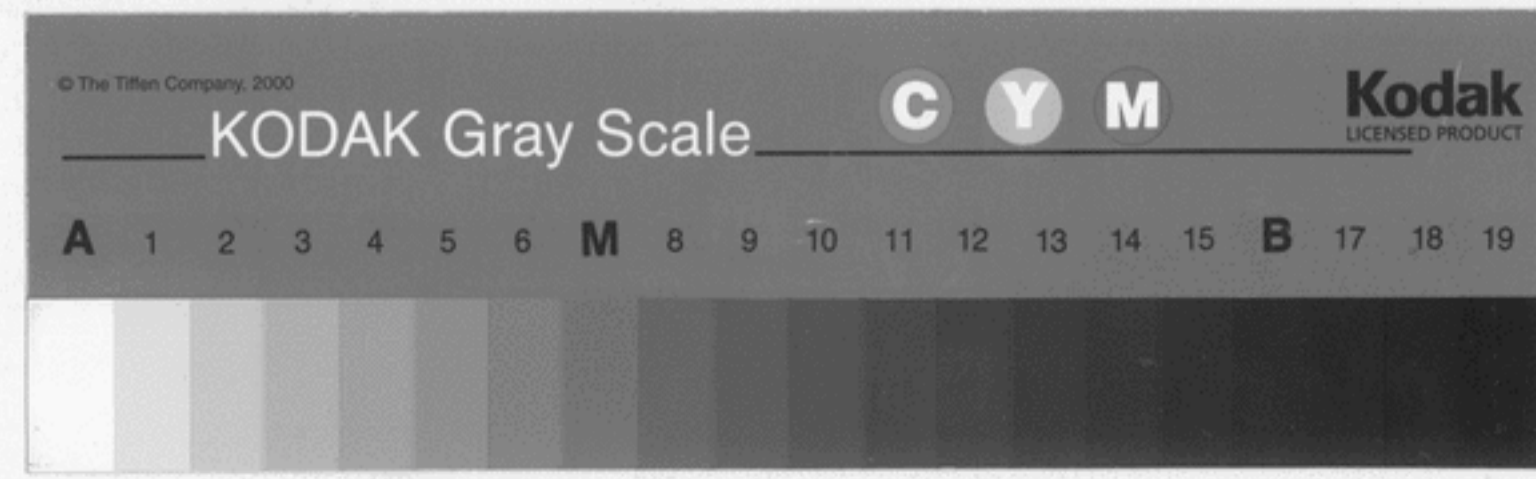 © The Tiffen Company, 2000
KODAK Gray Scale
C Y M
Kodak
LICENSED PRODUCT
A 1 2 3 4 5 6 M 8 9 10 11 12 13 14 15 B 17 18 19